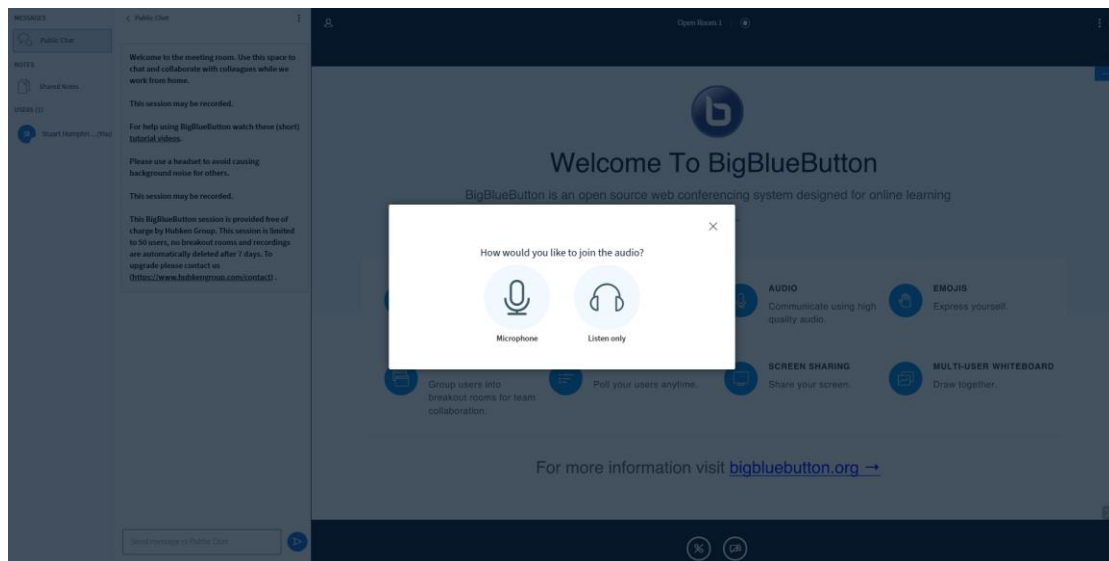 MESSAGES
Public Chat
NOTES
Shared Notes
USERS (1)
(You)
Public Chat
Welcome to the meeting room. Use this space to
chat and collaborate with colleagues while we
work from home.
This session may be recorded.
For help using BigBlueButton watch these (short)
tutorial videos.
Please use a headset to avoid causing
background noise for others.
This session may be recorded.
This BigBlueButton session is provided free of
charge by Hubken Group. This session is limited
to 50 users, no breakout rooms and recordings
are automatically deleted after 7 days. To
upgrade please contact us
(https://www.hubkengroup.com/contact) .
Send message to Public Chat
Open Room 1
Welcome To BigBlueButton
BigBlueButton is an open source web conferencing system designed for online learning
How would you like to join the audio?
Microphone
Listen only
AUDIO
Communicate using high
quality audio.
EMOJIS
Express yourself.
Group users into
breakout rooms for team
collaboration.
Poll your users anytime.
SCREEN SHARING
Share your screen.
MULTI-USER WHITEBOARD
Draw together.
For more information visit bigbluebutton.org →